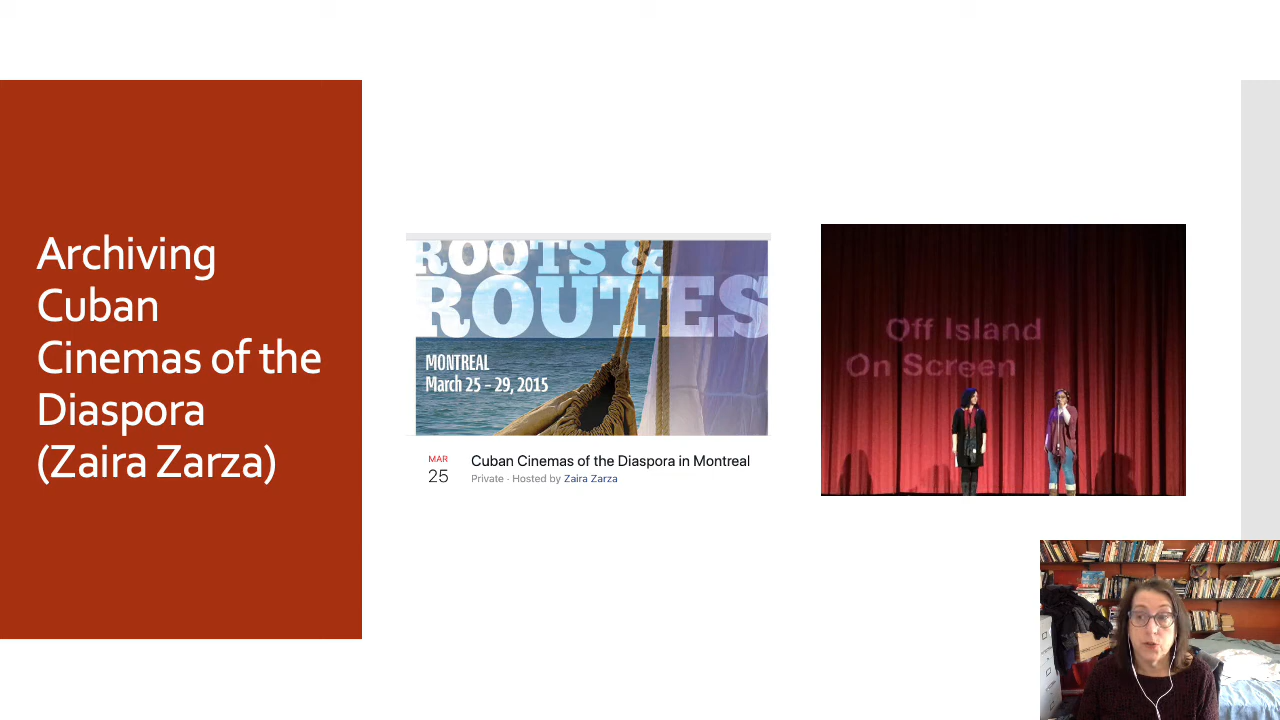 Archiving
Cuban
Cinemas of the
Diaspora
(Zaira Zarza)
ROOTS &
ROUTES
MONTREAL
March 25 – 29, 2015
MAR
25
Cuban Cinemas of the Diaspora in Montreal
Private · Hosted by Zaira Zarza
Off Island
On Screen